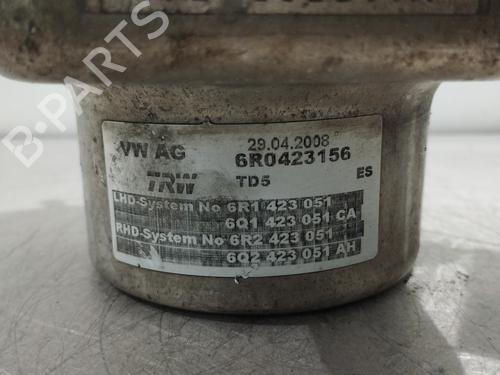 VW AG 29.04.2008
6R0423156
TRW TD5 ES
LHD-System No 6R1 423 051
6Q1 423 051 CA
RHD-System No 6R2 423 051
6Q2 423 051 AH